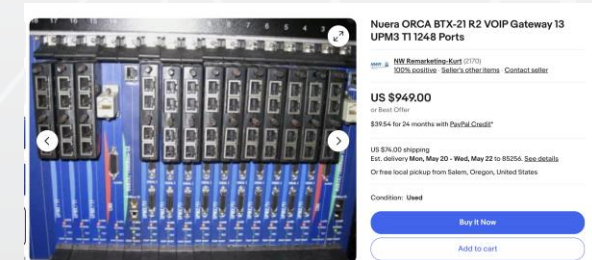 Nuera ORCA BTX-21 R2 VOIP Gateway 13
UPM3 T1 1248 Ports
NW Remarketing-Kurt (2170)
100% positive · Seller's other items · Contact seller
US $949.00
or Best Offer
$39.54 for 24 months with PayPal Credit*
US $74.00 shipping
Est. delivery Mon, May 20 - Wed, May 22 to 85256. See details
Or free local pickup from Salem, Oregon, United States
Condition: Used
Buy It Now
Add to cart